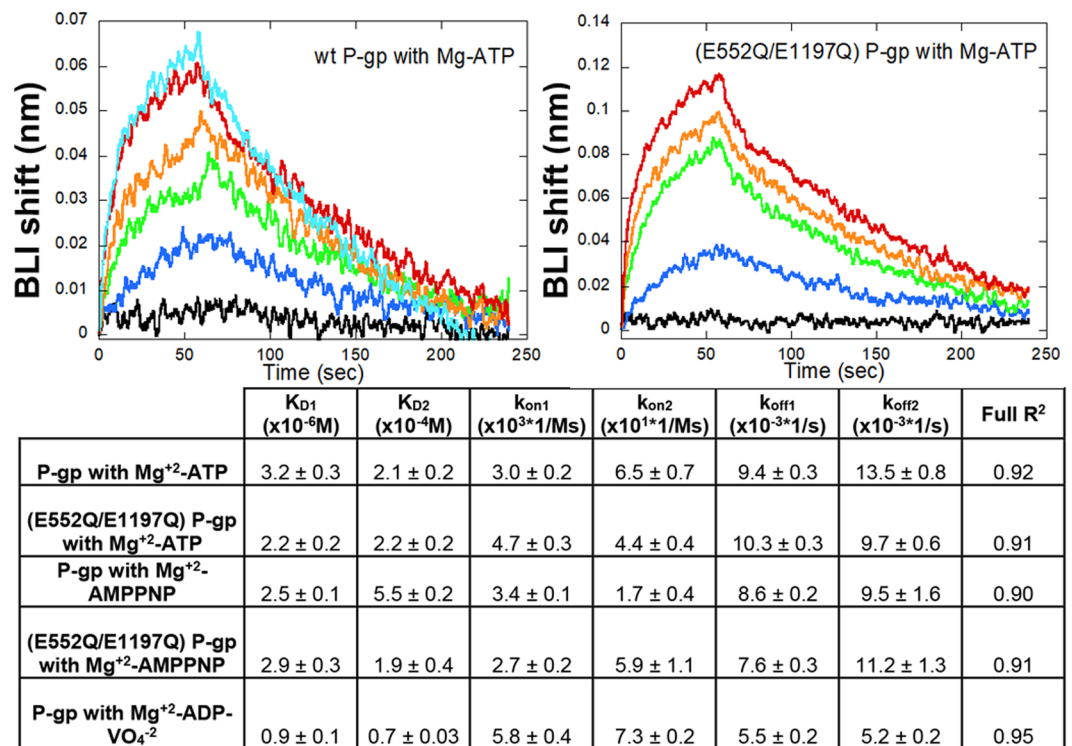 0.07
0.06
0.05
0.04
0.03
0.02
0.01
0
BLI shift (nm)
wt P-gp with Mg-ATP
0 50 100 150 200 250
Time (sec)
0.14
0.12
0.1
0.08
0.06
0.04
0.02
0
BLI shift (nm)
(E552Q/E1197Q) P-gp with Mg-ATP
0 50 100 150 200 250
Time (sec)
K_D1 K_D2 k_on1 k_on2 k_off1 k_off2 Full R²
(x10⁻⁶M) (x10⁻⁴M) (x10³*1/Ms) (x10¹*1/Ms) (x10⁻³*1/s) (x10⁻³*1/s)
P-gp with Mg⁺²-ATP 3.2 ± 0.3 2.1 ± 0.2 3.0 ± 0.2 6.5 ± 0.7 9.4 ± 0.3 13.5 ± 0.8 0.92
(E552Q/E1197Q) P-gp
with Mg⁺²-ATP 2.2 ± 0.2 2.2 ± 0.2 4.7 ± 0.3 4.4 ± 0.4 10.3 ± 0.3 9.7 ± 0.6 0.91
P-gp with Mg⁺²-
AMPPNP 2.5 ± 0.1 5.5 ± 0.2 3.4 ± 0.1 1.7 ± 0.4 8.6 ± 0.2 9.5 ± 1.6 0.90
(E552Q/E1197Q) P-gp
with Mg⁺²-AMPPNP 2.9 ± 0.3 1.9 ± 0.4 2.7 ± 0.2 5.9 ± 1.1 7.6 ± 0.3 11.2 ± 1.3 0.91
P-gp with Mg⁺²-ADP-
VO₄⁻² 0.9 ± 0.1 0.7 ± 0.03 5.8 ± 0.4 7.3 ± 0.2 5.5 ± 0.2 5.2 ± 0.2 0.95